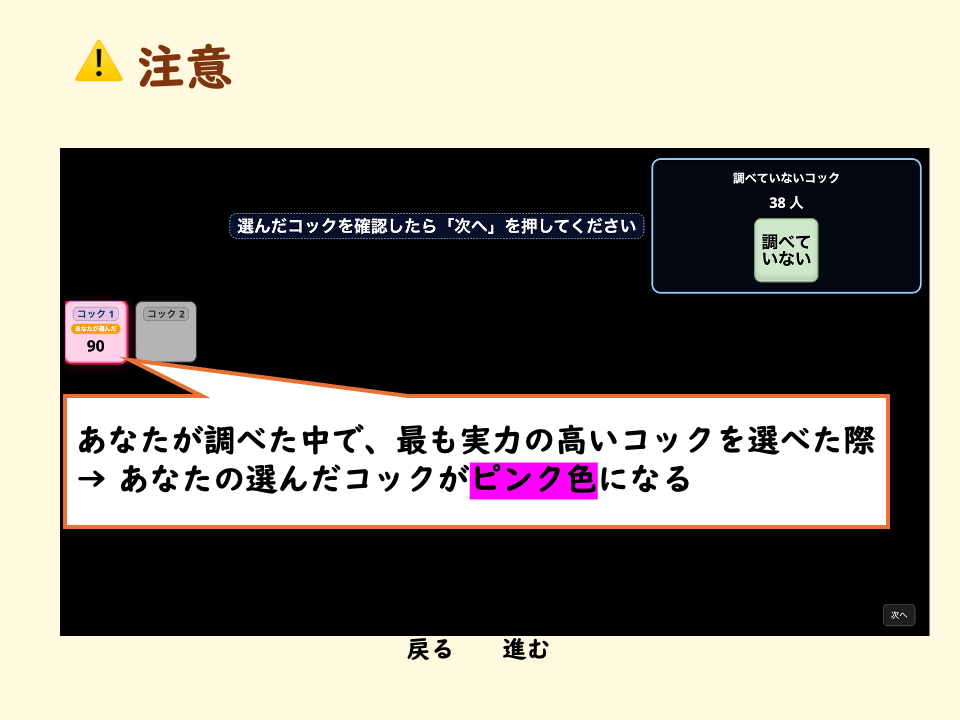 ⚠ 注意
調べていないコック
38 人
選んだコックを確認したら「次へ」を押してください
調べて
いない
コック 1
あなたが選んだ
90
コック 2
あなたが調べた中で、最も実力の高いコックを選べた際
→ あなたの選んだコックがピンク色になる
次へ
戻る 進む